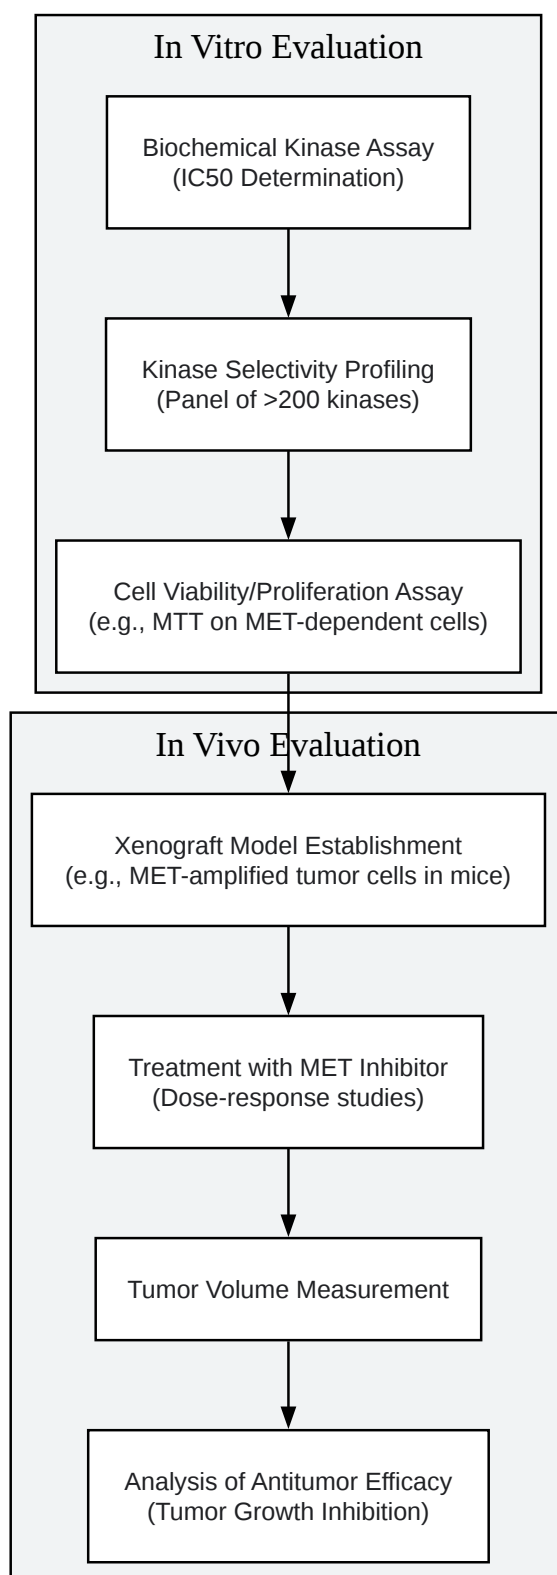 In Vitro Evaluation
Biochemical Kinase Assay
(IC50 Determination)
Kinase Selectivity Profiling
(Panel of >200 kinases)
Cell Viability/Proliferation Assay
(e.g., MTT on MET-dependent cells)
In Vivo Evaluation
Xenograft Model Establishment
(e.g., MET-amplified tumor cells in mice)
Treatment with MET Inhibitor
(Dose-response studies)
Tumor Volume Measurement
Analysis of Antitumor Efficacy
(Tumor Growth Inhibition)